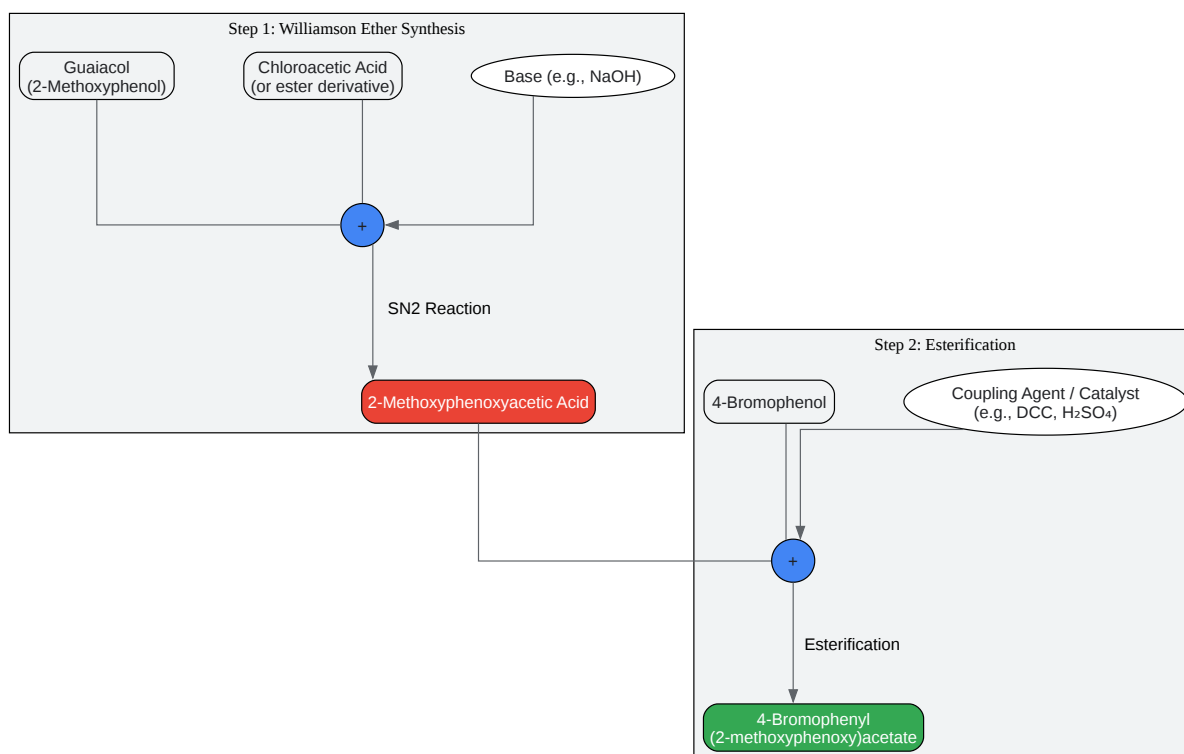 Step 1: Williamson Ether Synthesis
Guaiacol
(2-Methoxyphenol)
Chloroacetic Acid
(or ester derivative)
Base (e.g., NaOH)
+
SN2 Reaction
2-Methoxyphenoxyacetic Acid
Step 2: Esterification
4-Bromophenol
Coupling Agent / Catalyst
(e.g., DCC, H₂SO₄)
+
Esterification
4-Bromophenyl
(2-methoxyphenoxy)acetate